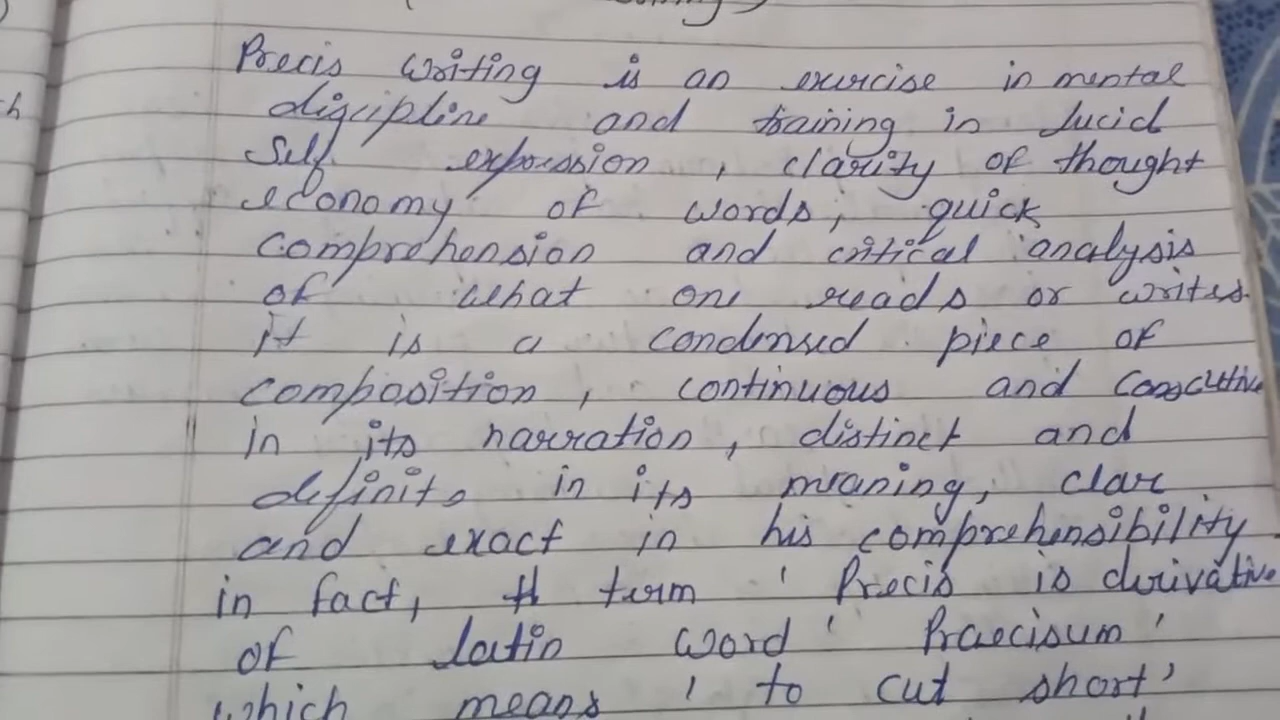 Precis writing is an exercise in mental
discipline and training in lucid
Self expression, clarity of thought
economy of words, quick
comprehension and critical analysis
of what one reads or writes.
it is a condensed piece of
composition, continuous and consecutive
in its narration, distinct and
definite in its meaning, clear
and exact in his comprehensibility
in fact, term ' Precis is derivative
of latin word ' Praecisum '
which means ' to cut short '